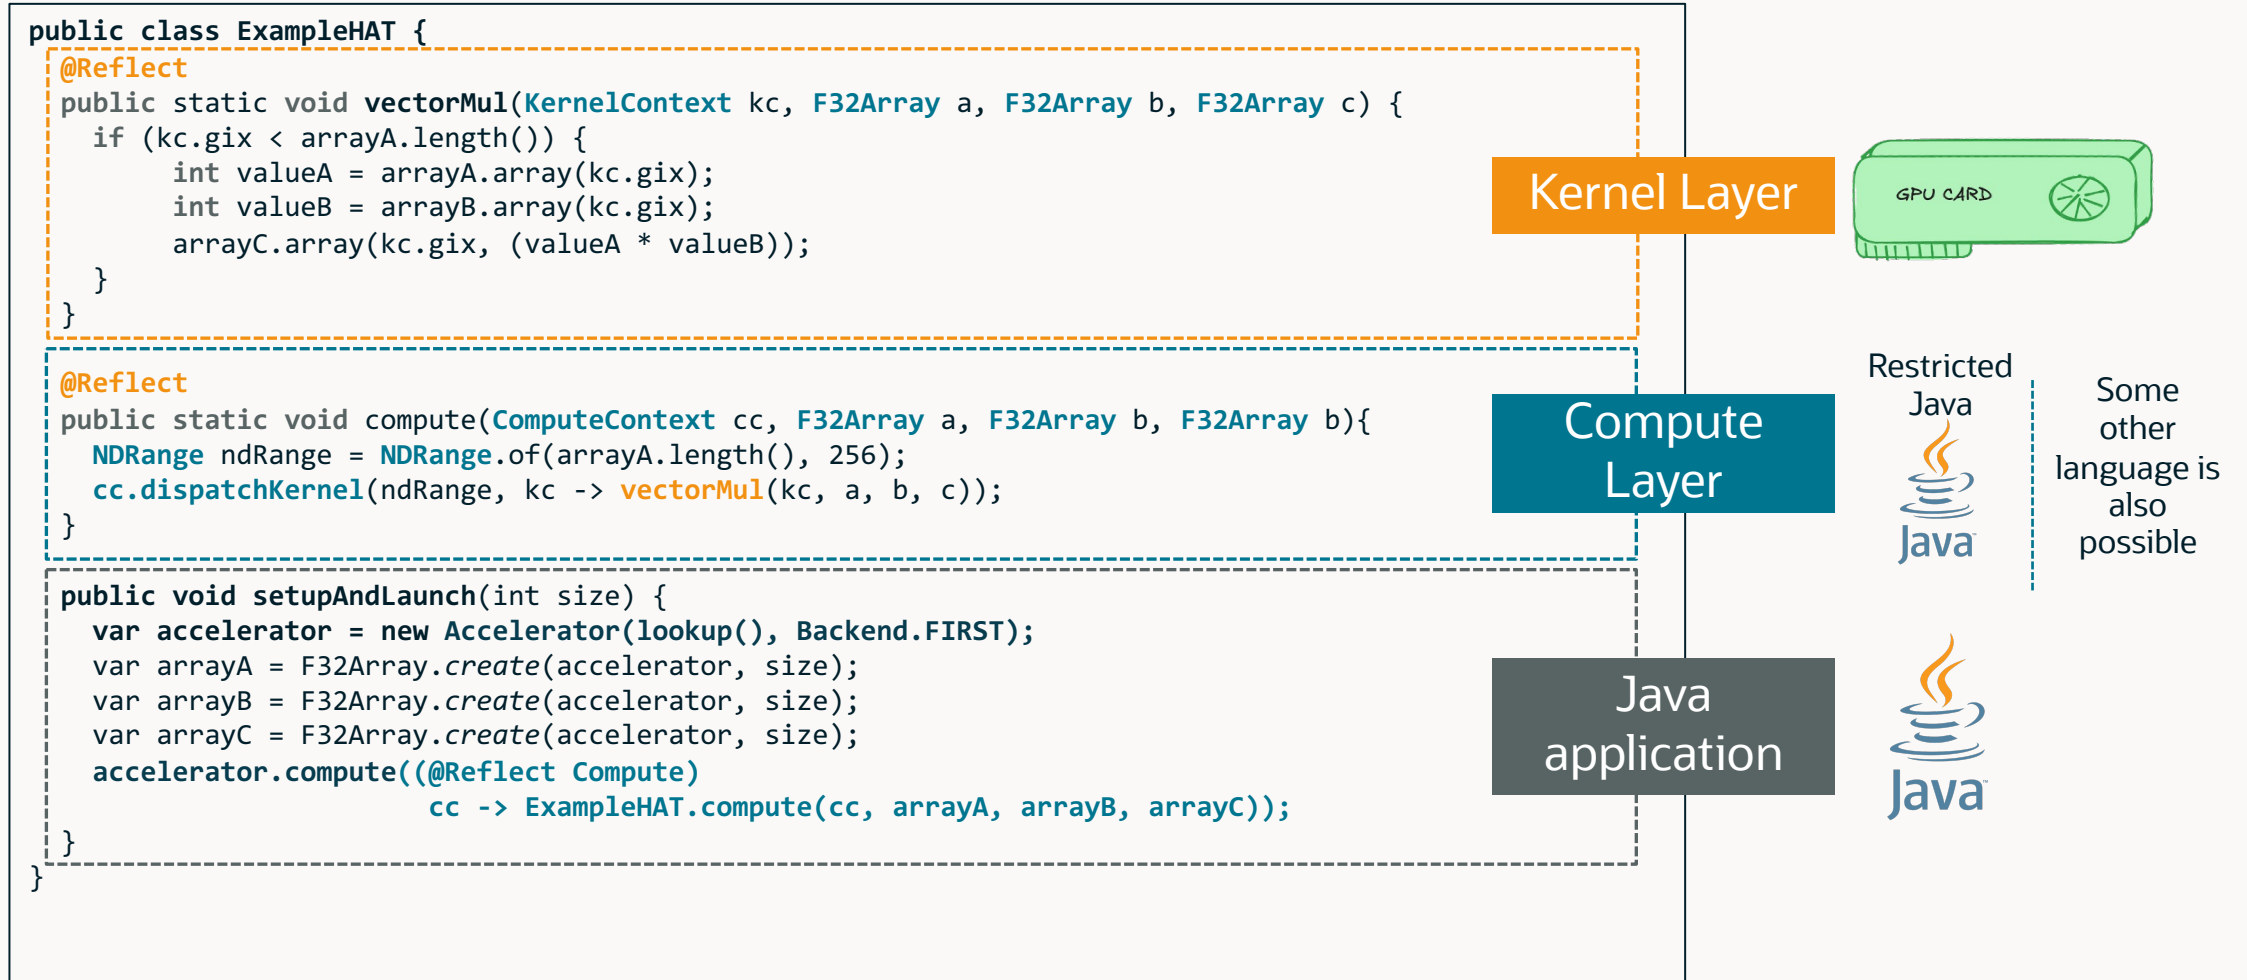 public class ExampleHAT {
@Reflect
public static void vectorMul(KernelContext kc, F32Array a, F32Array b, F32Array c) {
if (kc.gix < arrayA.length()) {
int valueA = arrayA.array(kc.gix);
int valueB = arrayB.array(kc.gix);
arrayC.array(kc.gix, (valueA * valueB));
}
}
Kernel Layer
GPU CARD
@Reflect
public static void compute(ComputeContext cc, F32Array a, F32Array b, F32Array b){
NDRange ndRange = NDRange.of(arrayA.length(), 256);
cc.dispatchKernel(ndRange, kc -> vectorMul(kc, a, b, c));
}
Compute
Layer
Restricted
Java
Java
Some
other
language is
also
possible
public void setupAndLaunch(int size) {
var accelerator = new Accelerator(lookup(), Backend.FIRST);
var arrayA = F32Array.create(accelerator, size);
var arrayB = F32Array.create(accelerator, size);
var arrayC = F32Array.create(accelerator, size);
accelerator.compute((@Reflect Compute)
cc -> ExampleHAT.compute(cc, arrayA, arrayB, arrayC));
}
}
Java
application
Java